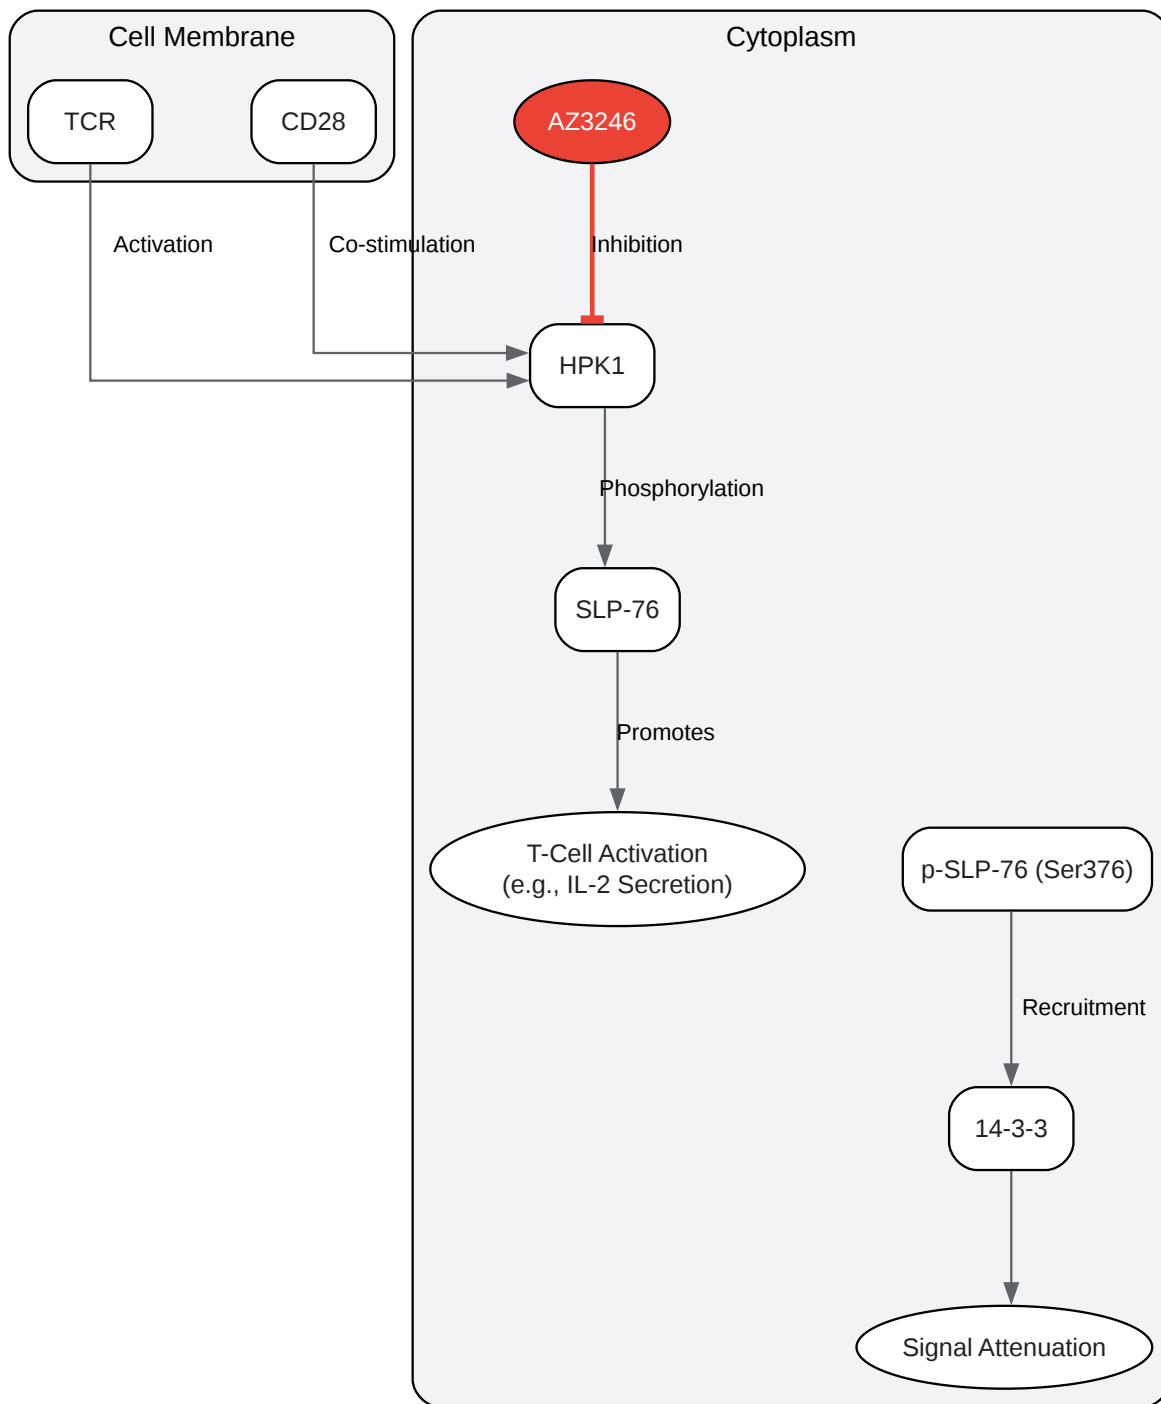 Cell Membrane
Cytoplasm
TCR
CD28
AZ3246
Activation
Co-stimulation
Inhibition
HPK1
Phosphorylation
SLP-76
Promotes
T-Cell Activation
(e.g., IL-2 Secretion)
p-SLP-76 (Ser376)
Recruitment
14-3-3
Signal Attenuation